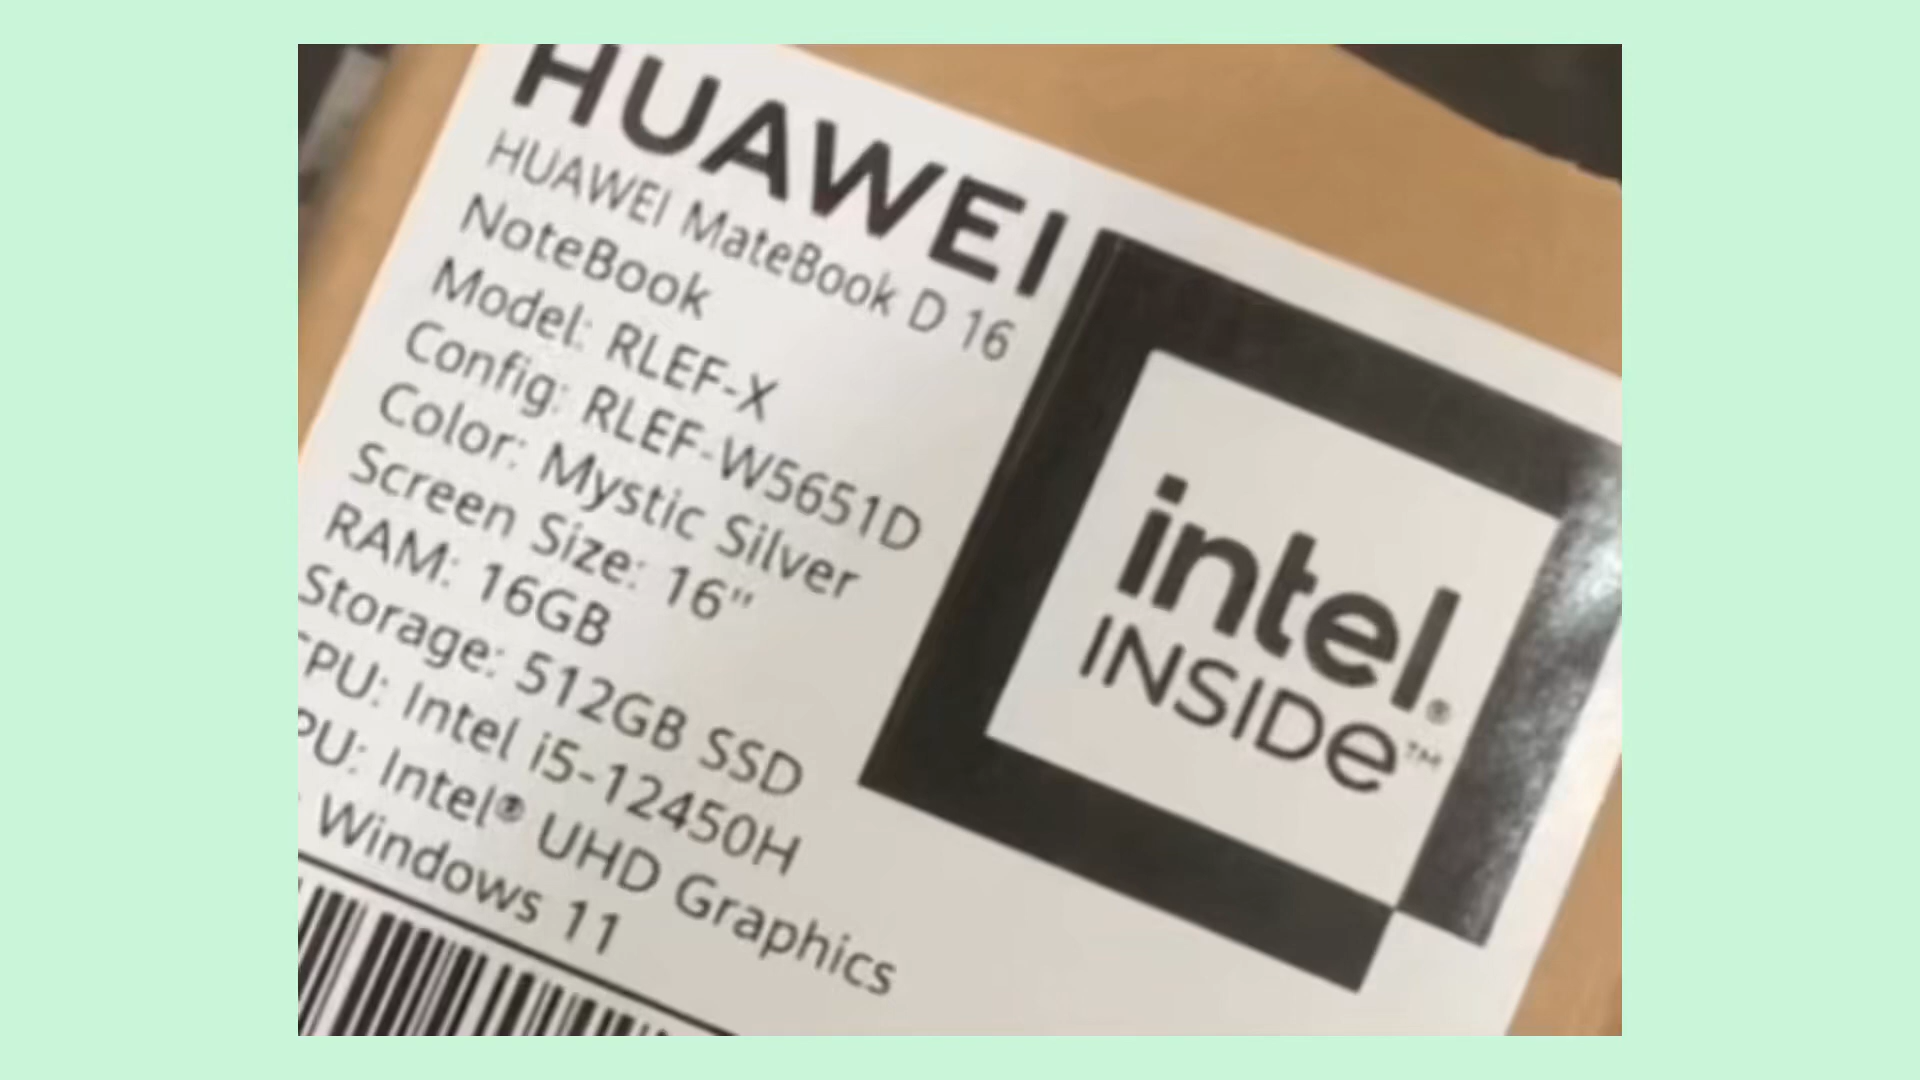 HUAWEI
HUAWEI MateBook D 16
NoteBook
Model: RLEF-X
Config: RLEF-W5651D
Color: Mystic Silver
Screen Size: 16"
RAM: 16GB
Storage: 512GB SSD
PU: Intel i5-12450H
PU: Intel® UHD Graphics
: Windows 11
intel®
INSIDe™